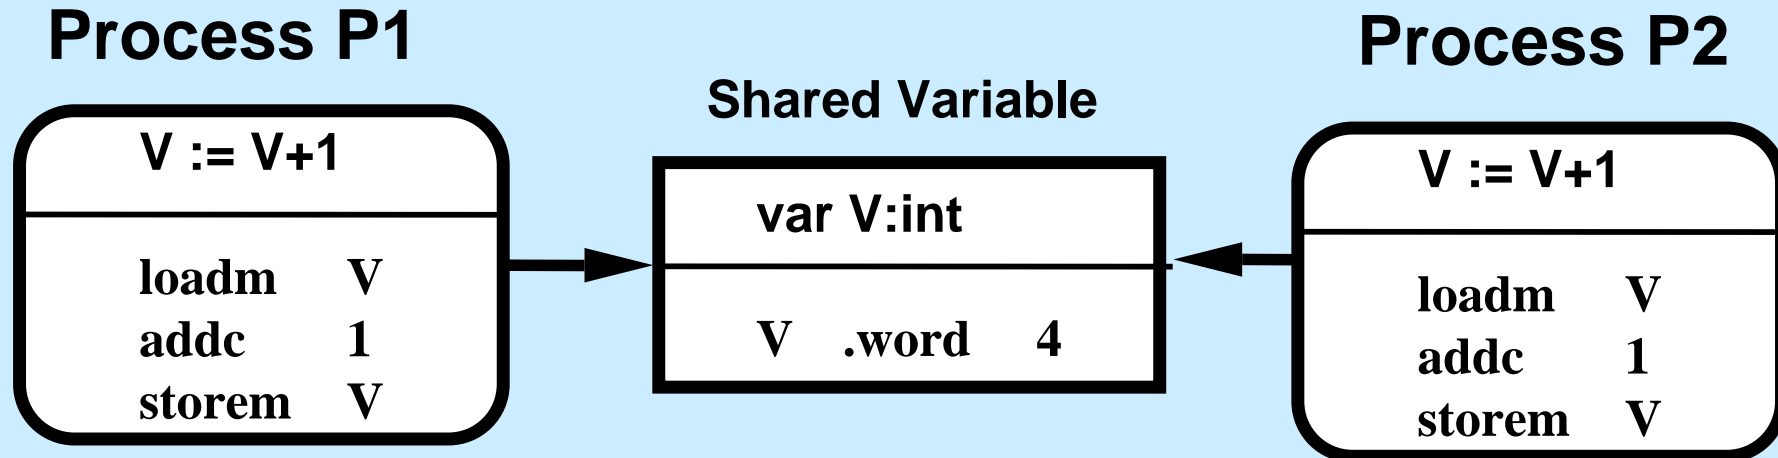 Process P1
V := V+1
loadm V
addc 1
storem V
Shared Variable
var V:int
V .word 4
Process P2
V := V+1
loadm V
addc 1
storem V